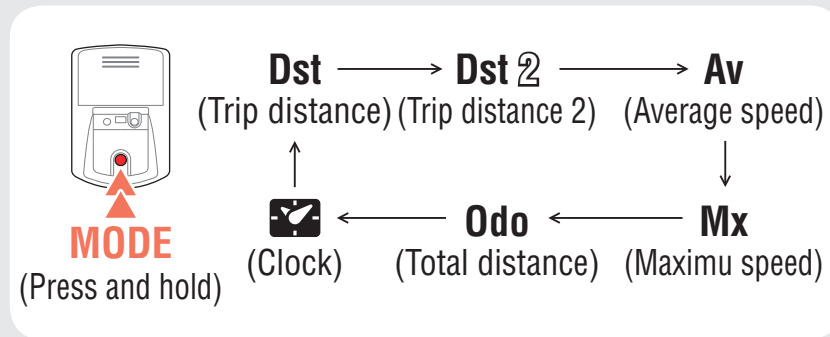 Dst
Dst 2
Av
(Trip distance)
(Trip distance 2)
(Average speed)
MODE
(Press and hold)
(Clock)
Odo
(Total distance)
Mx
(Maximu speed)